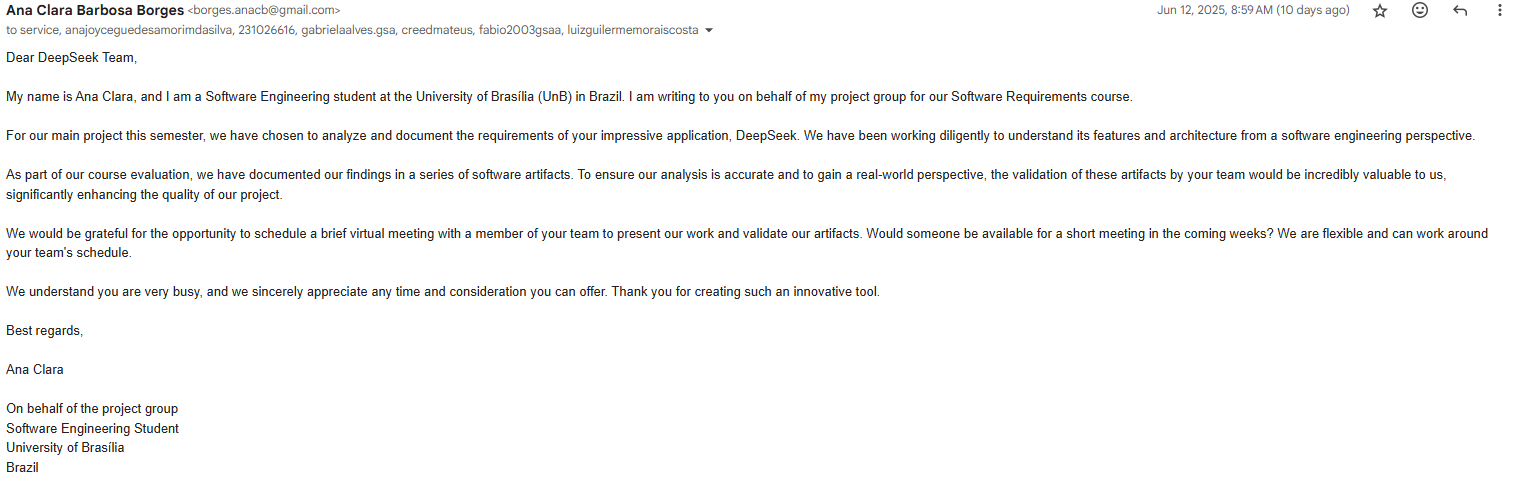 Ana Clara Barbosa Borges <borges.anacb@gmail.com> Jun 12, 2025, 8:59 AM (10 days ago)
to service, anajoyceguedesamorimdasilva, 231026616, gabrielaalves.gsa, creedmateus, fabio2003gsaa, luizguilermemoraiscosta
Dear DeepSeek Team,
My name is Ana Clara, and I am a Software Engineering student at the University of Brasília (UnB) in Brazil. I am writing to you on behalf of my project group for our Software Requirements course.
For our main project this semester, we have chosen to analyze and document the requirements of your impressive application, DeepSeek. We have been working diligently to understand its features and architecture from a software engineering perspective.
As part of our course evaluation, we have documented our findings in a series of software artifacts. To ensure our analysis is accurate and to gain a real-world perspective, the validation of these artifacts by your team would be incredibly valuable to us,
significantly enhancing the quality of our project.
We would be grateful for the opportunity to schedule a brief virtual meeting with a member of your team to present our work and validate our artifacts. Would someone be available for a short meeting in the coming weeks? We are flexible and can work around
your team's schedule.
We understand you are very busy, and we sincerely appreciate any time and consideration you can offer. Thank you for creating such an innovative tool.
Best regards,
Ana Clara
On behalf of the project group
Software Engineering Student
University of Brasília
Brazil